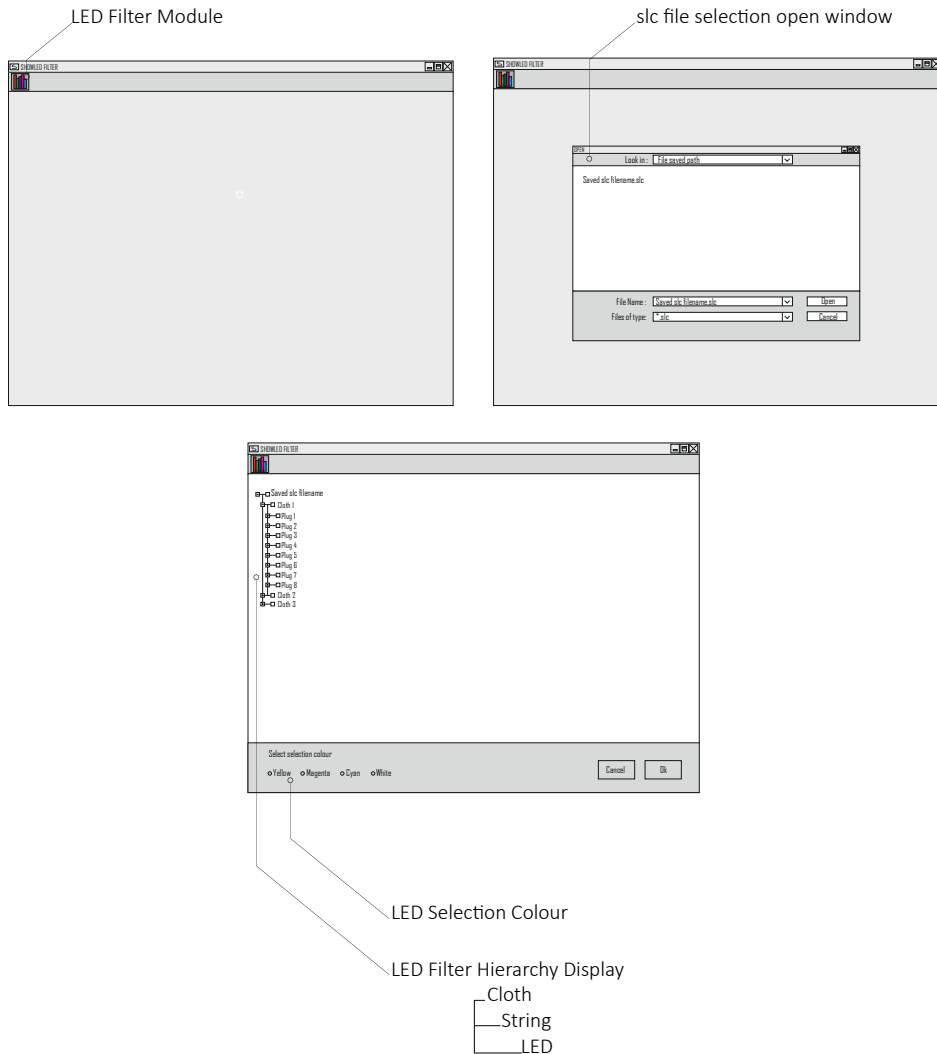 LED Filter Module
slc file selection open window
SHOWLED FILTER
SHOWLED FILTER
OPEN
Look in : File saved path
Saved slc filename.slc
File Name : Saved slc filename.slc Open
Files of type: *.slc Cancel
SHOWLED FILTER
Saved slc filename
Cloth 1
Plug 1
Plug 2
Plug 3
Plug 4
Plug 5
Plug 6
Plug 7
Plug 8
Cloth 2
Cloth 3
Select selection colour
Yellow Magenta Cyan White Cancel Ok
LED Selection Colour
LED Filter Hierarchy Display
Cloth
String
LED